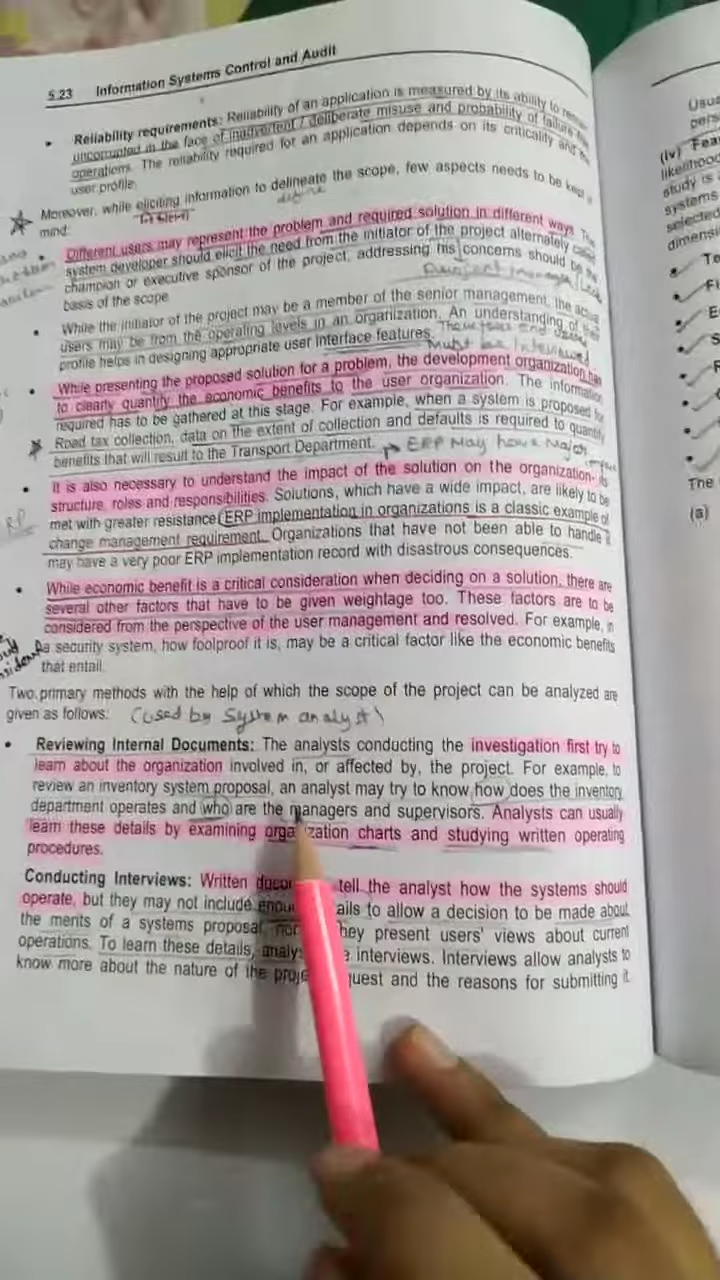 5.23 Information Systems Control and Audit
• Reliability requirements: Reliability of an application is measured by its ability to
uncorrupted in the face of inadvertent / deliberate misuse and probability of failure
operations. The reliability required for an application depends on its criticality and the
user profile.
Moreover, while eliciting information to delineate the scope, few aspects needs to be kept
mind:
define
• Different users may represent the problem and required solution in different ways. The
system developer should elicit the need from the initiator of the project alternately called
champion or executive sponsor of the project, addressing his concerns should be the
basis of the scope.
Project manager
• While the initiator of the project may be a member of the senior management, the actual
users may be from the operating levels in an organization. An understanding of their
profile helps in designing appropriate user interface features. Therefore end users
Must be Interviewed
• While presenting the proposed solution for a problem, the development organization has
to clearly quantify the economic benefits to the user organization. The information
required has to be gathered at this stage. For example, when a system is proposed for
Road tax collection, data on the extent of collection and defaults is required to quantify
benefits that will result to the Transport Department. → ERP May have Major
• It is also necessary to understand the impact of the solution on the organization- its
structure, roles and responsibilities. Solutions, which have a wide impact, are likely to be
met with greater resistance. ERP implementation in organizations is a classic example of
change management requirement. Organizations that have not been able to handle it
may have a very poor ERP implementation record with disastrous consequences.
• While economic benefit is a critical consideration when deciding on a solution, there are
several other factors that have to be given weightage too. These factors are to be
considered from the perspective of the user management and resolved. For example, in
a security system, how foolproof it is, may be a critical factor like the economic benefits
that entail.
Two primary methods with the help of which the scope of the project can be analyzed are
given as follows: (used by System analyst)
• Reviewing Internal Documents: The analysts conducting the investigation first try to
learn about the organization involved in, or affected by, the project. For example, to
review an inventory system proposal, an analyst may try to know how does the inventory
department operates and who are the managers and supervisors. Analysts can usually
learn these details by examining organization charts and studying written operating
procedures.
Conducting Interviews: Written tell the analyst how the systems should
operate, but they may not include ails to allow a decision to be made about
the merits of a systems proposal, nor hey present users' views about current
operations. To learn these details, interviews. Interviews allow analysts to
know more about the nature of the quest and the reasons for submitting it.
Usua
pers
(iv) Fea
likelihood
study is
systems
selected
dimensi
The
(a)